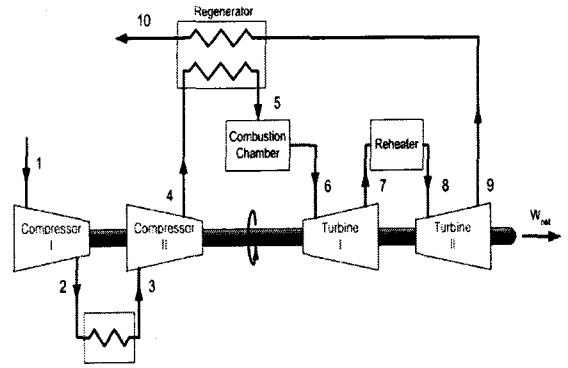 10
Regenerator
5
Combustion
Chamber
Reheater
1
4
6
7
8
9
Compressor
I
Compressor
II
Turbine
I
Turbine
II
W_net
2
3